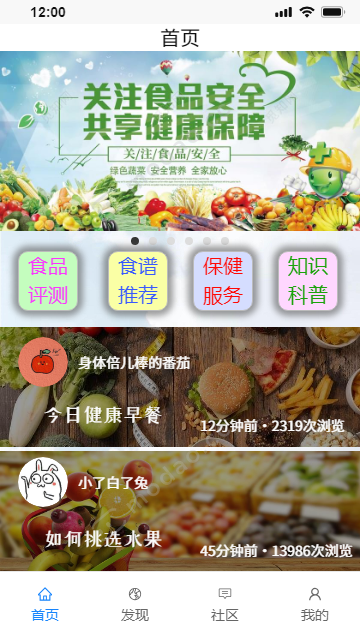 12:00
首页
关注食品安全
共享健康保障
关/注/食/品/安/全
绿色蔬菜 安全营养 全家放心
食品
评测
食谱
推荐
保健
服务
知识
科普
身体倍儿棒的番茄
今日健康早餐
12分钟前·2319次浏览
小了白了兔
如何挑选水果
45分钟前·13986次浏览
首页
发现
社区
我的